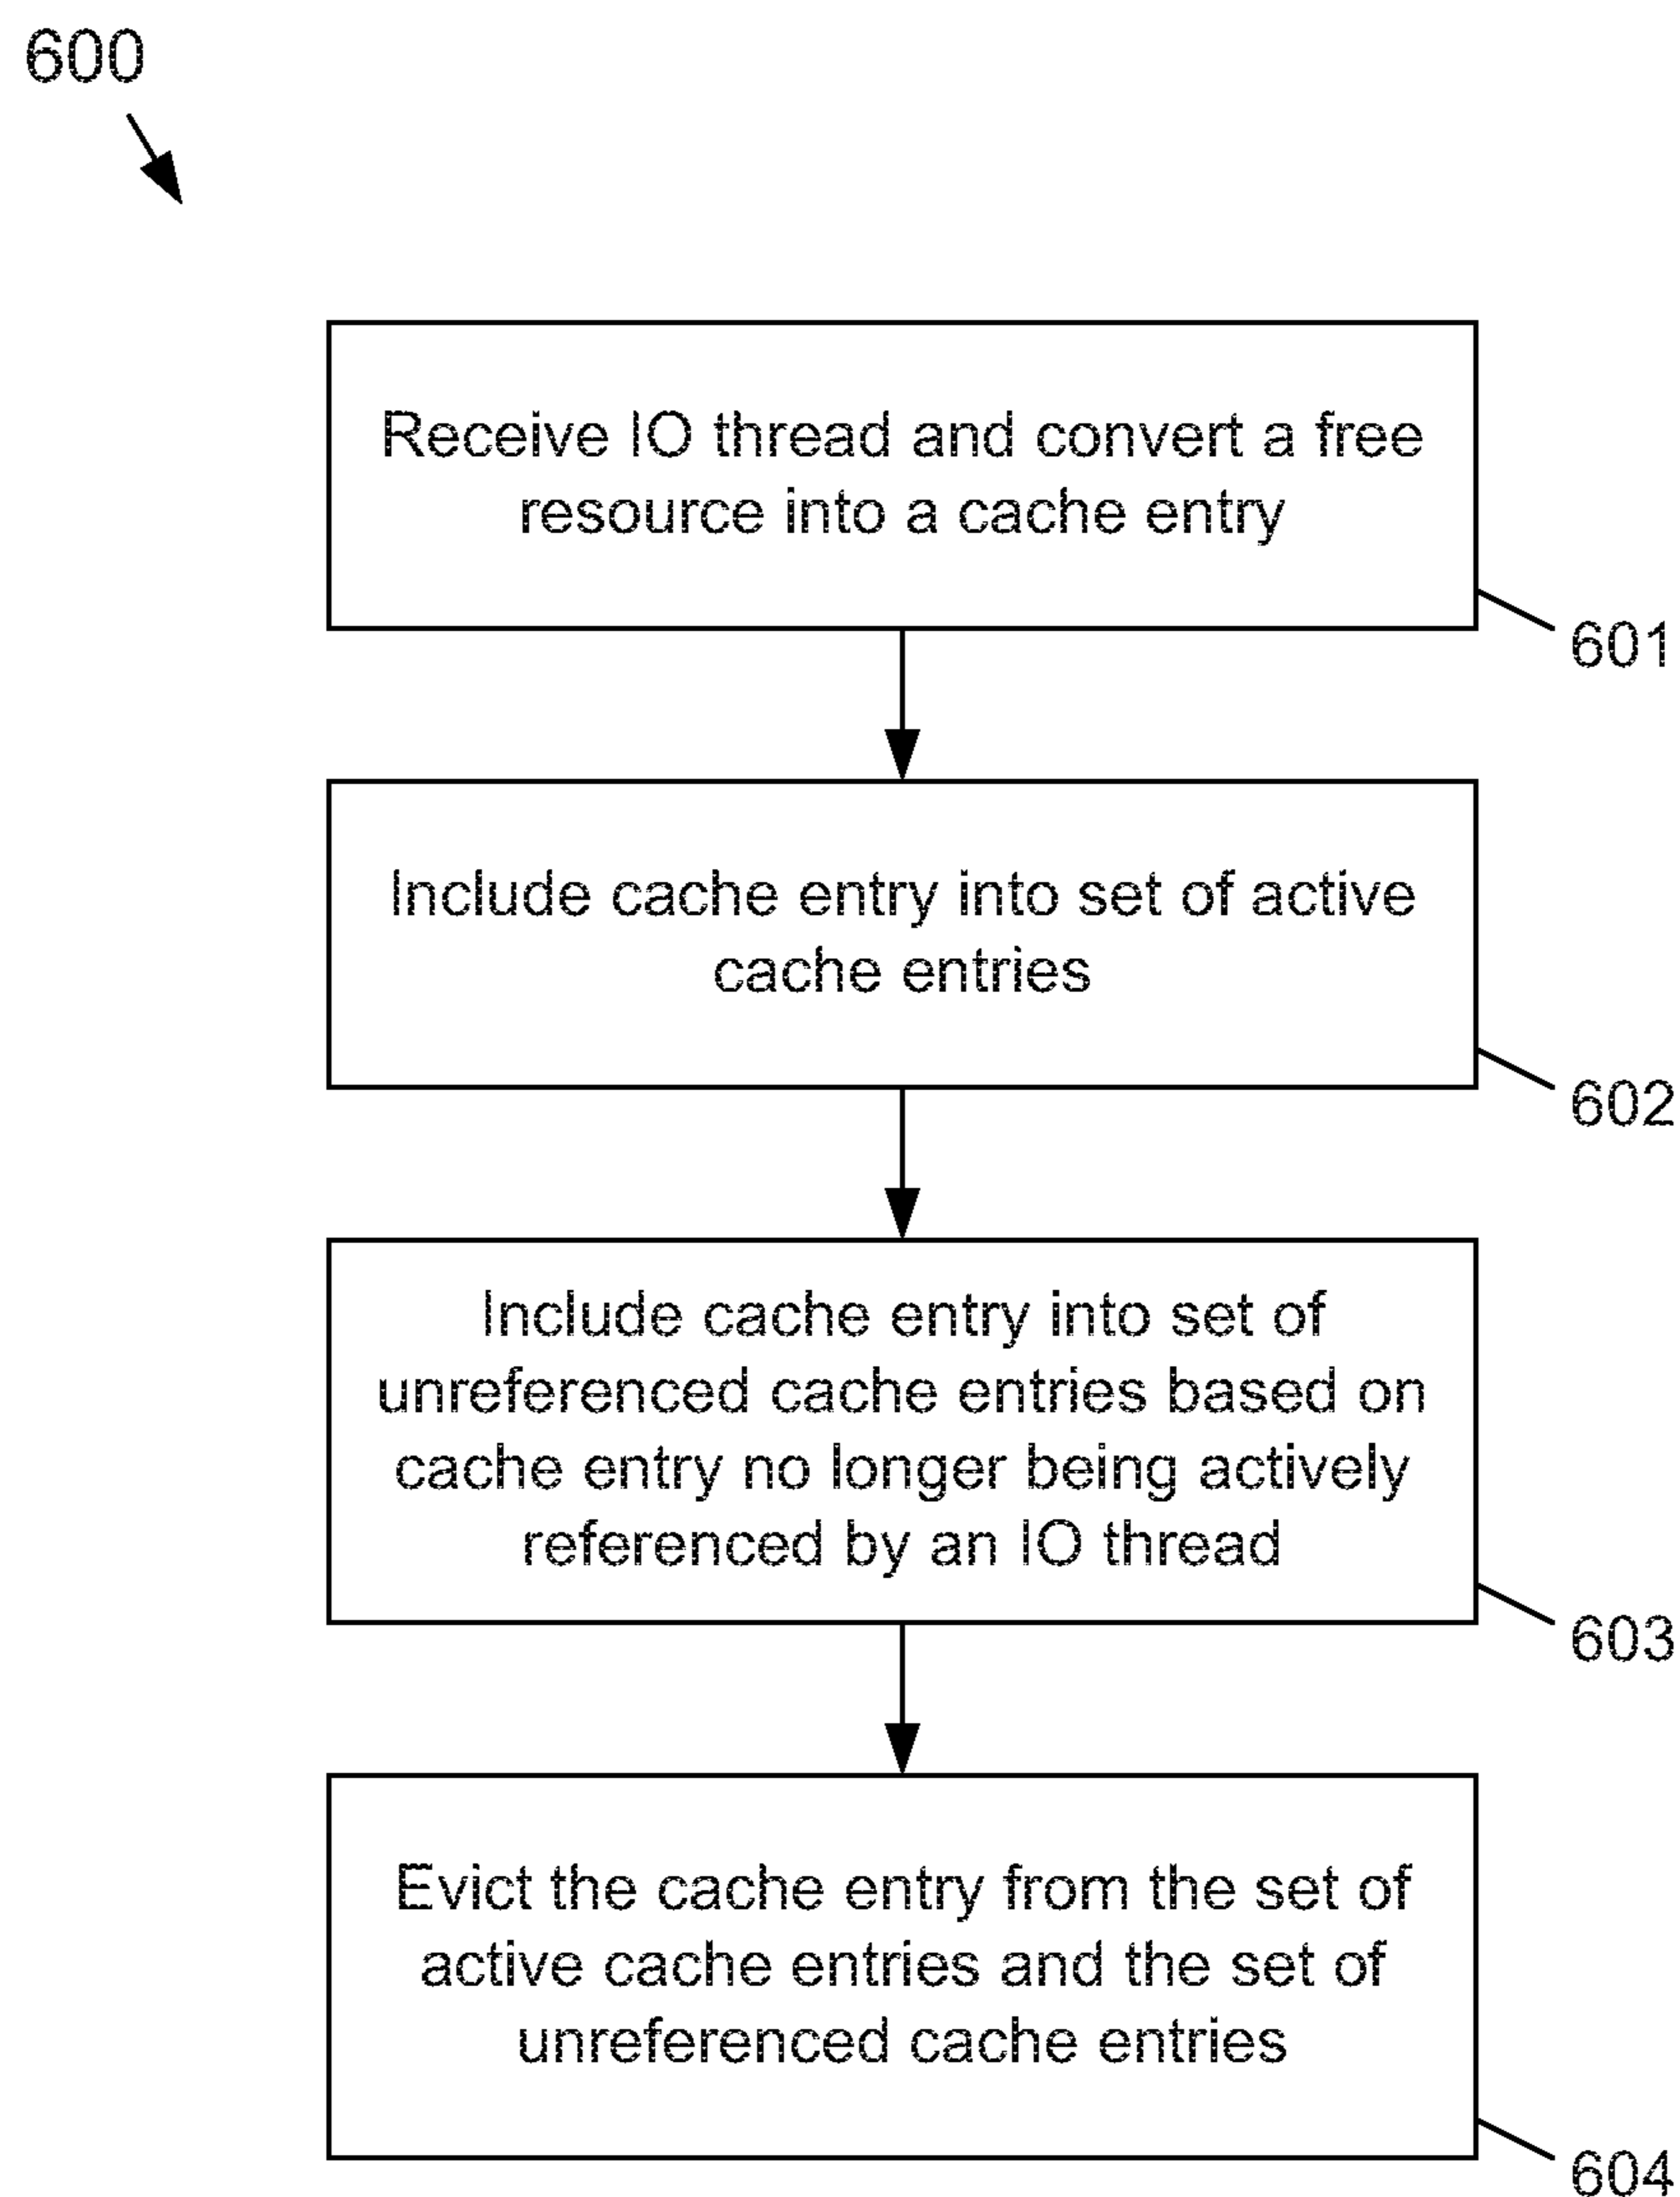 600
Receive IO thread and convert a free
resource into a cache entry
601
Include cache entry into set of active
cache entries
602
Include cache entry into set of
unreferenced cache entries based on
cache entry no longer being actively
referenced by an IO thread
603
Evict the cache entry from the set of
active cache entries and the set of
unreferenced cache entries
604